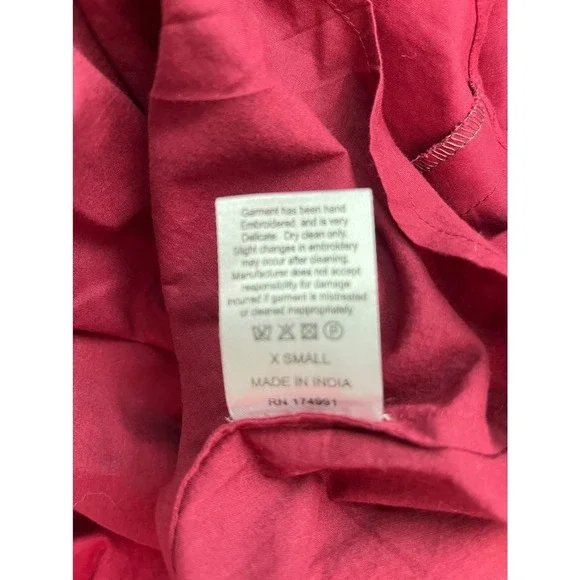 Garment has been hand
Embroidered, and is very
Delicate. Dry clean only.
Slight changes in embroidery
may occur after cleaning.
Manufacturer does not accept
responsibility for damage
incurred if garment is mistreated
or cleaned inappropriately.
P
X SMALL
MADE IN INDIA
RN 174991